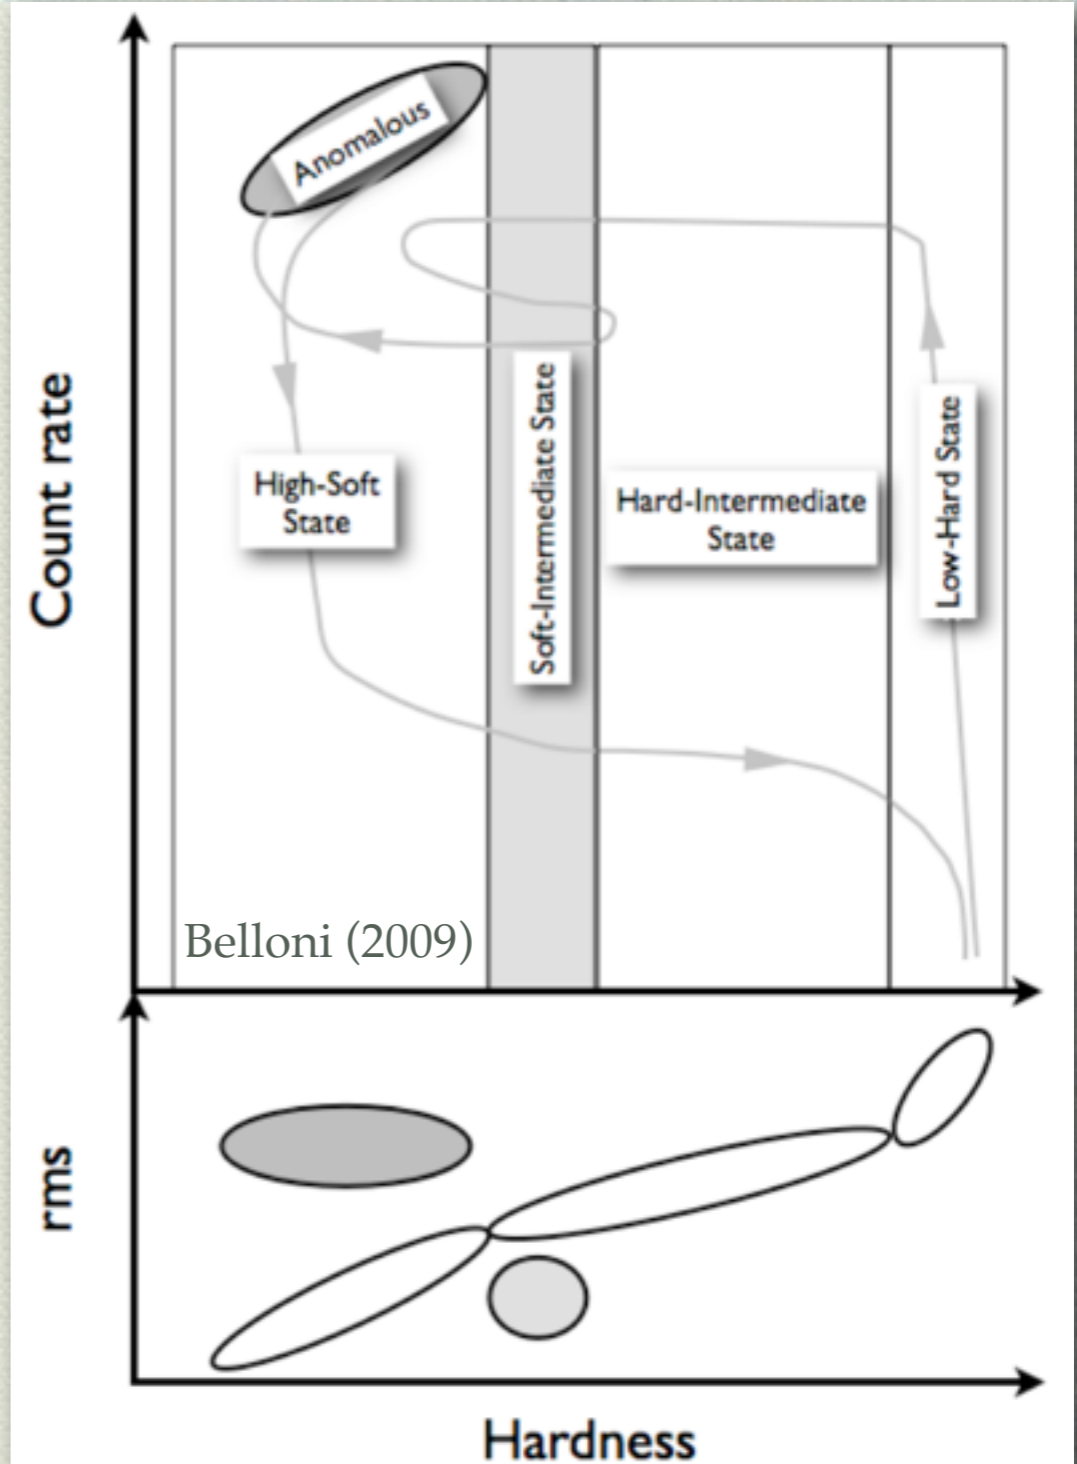 Count rate
Anomalous
High-Soft
State
Soft-Intermediate State
Hard-Intermediate
State
Low-Hard State
Belloni (2009)
rms
Hardness